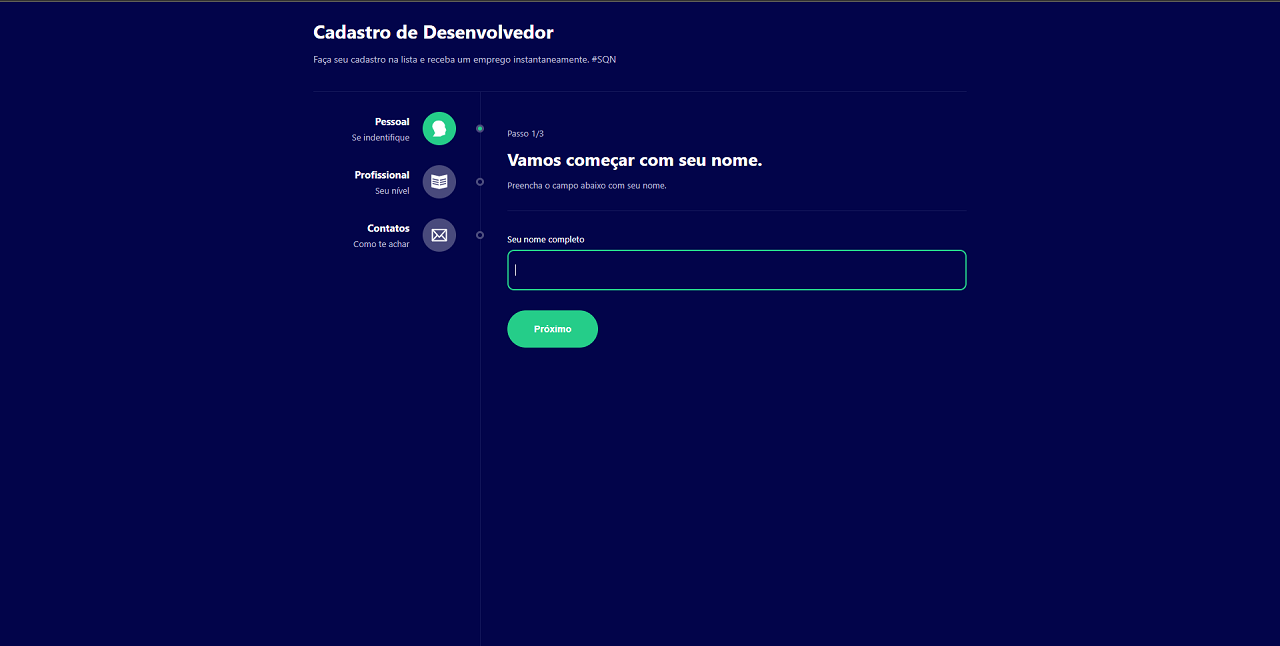 Cadastro de Desenvolvedor
Faça seu cadastro na lista e receba um emprego instantaneamente. #SQN
Pessoal
Se indentifique
Profissional
Seu nível
Contatos
Como te achar
Passo 1/3
Vamos começar com seu nome.
Preencha o campo abaixo com seu nome.
Seu nome completo
Próximo